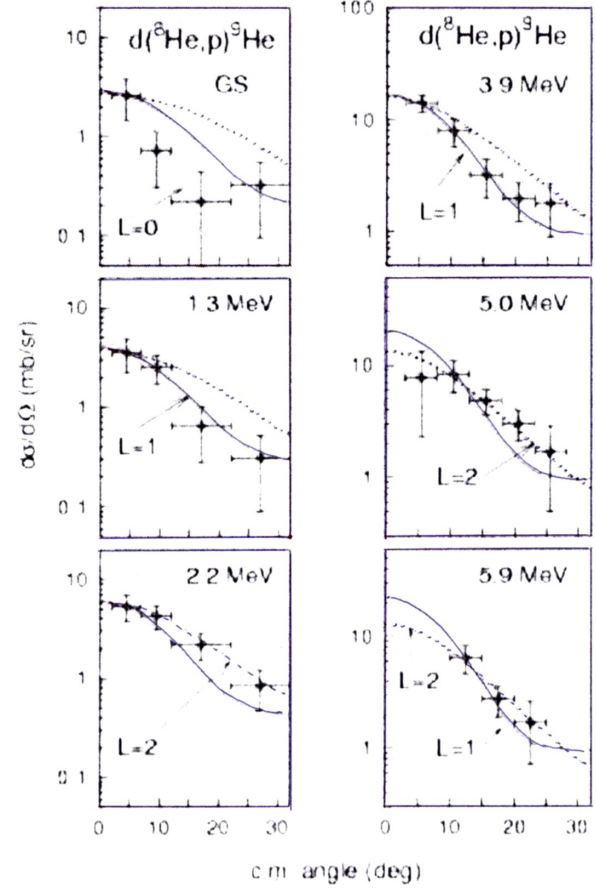 d(⁸He,p)⁹He
GS
L=0
10
1
0 1
1 3 MeV
L=1
10
1
0 1
2.2 MeV
L=2
10
1
0 1
0 10 20 30
d(⁸He,p)⁹He
3 9 MeV
L=1
100
10
1
5.0 MeV
L=2
10
1
5.9 MeV
L=2
L=1
10
1
0 10 20 30
dσ/dΩ (mb/sr)
c.m. angle (deg)